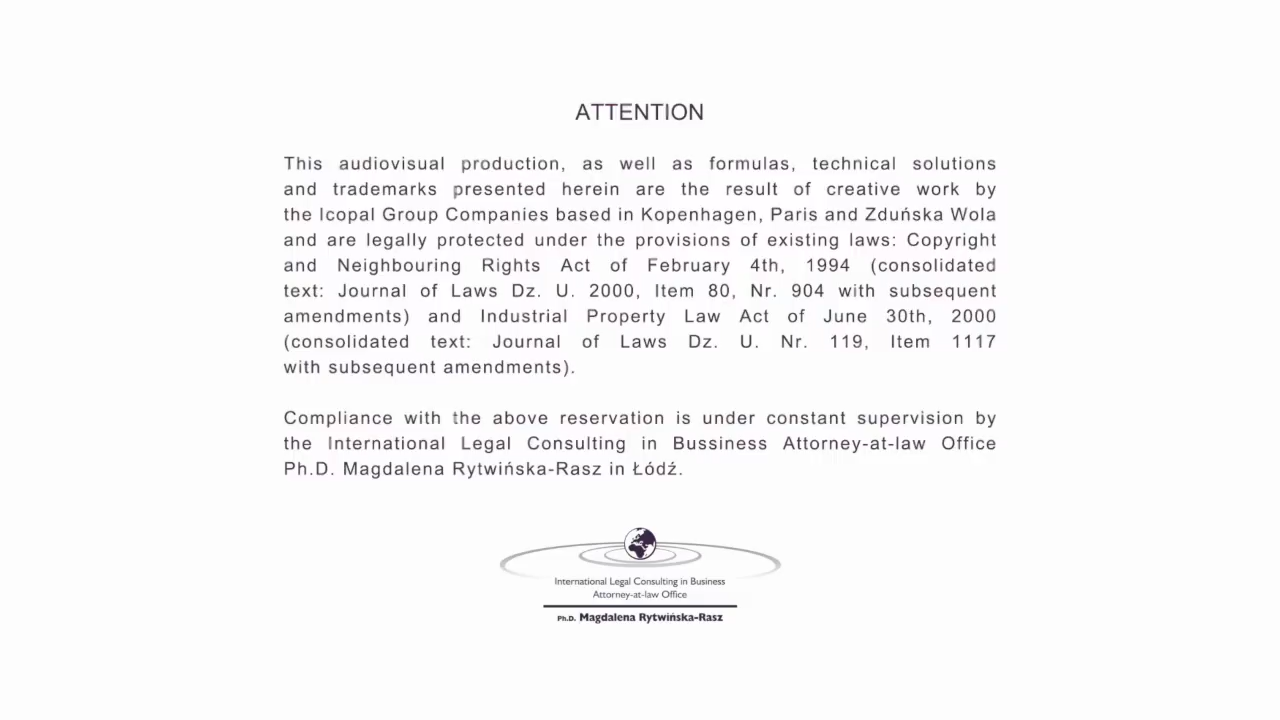 ATTENTION
This audiovisual production, as well as formulas, technical solutions
and trademarks presented herein are the result of creative work by
the Icopal Group Companies based in Kopenhagen, Paris and Zduńska Wola
and are legally protected under the provisions of existing laws: Copyright
and Neighbouring Rights Act of February 4th, 1994 (consolidated
text: Journal of Laws Dz. U. 2000, Item 80, Nr. 904 with subsequent
amendments) and Industrial Property Law Act of June 30th, 2000
(consolidated text: Journal of Laws Dz. U. Nr. 119, Item 1117
with subsequent amendments).
Compliance with the above reservation is under constant supervision by
the International Legal Consulting in Bussiness Attorney-at-law Office
Ph.D. Magdalena Rytwińska-Rasz in Łódź.
International Legal Consulting in Business
Attorney-at-law Office
Ph.D. Magdalena Rytwińska-Rasz